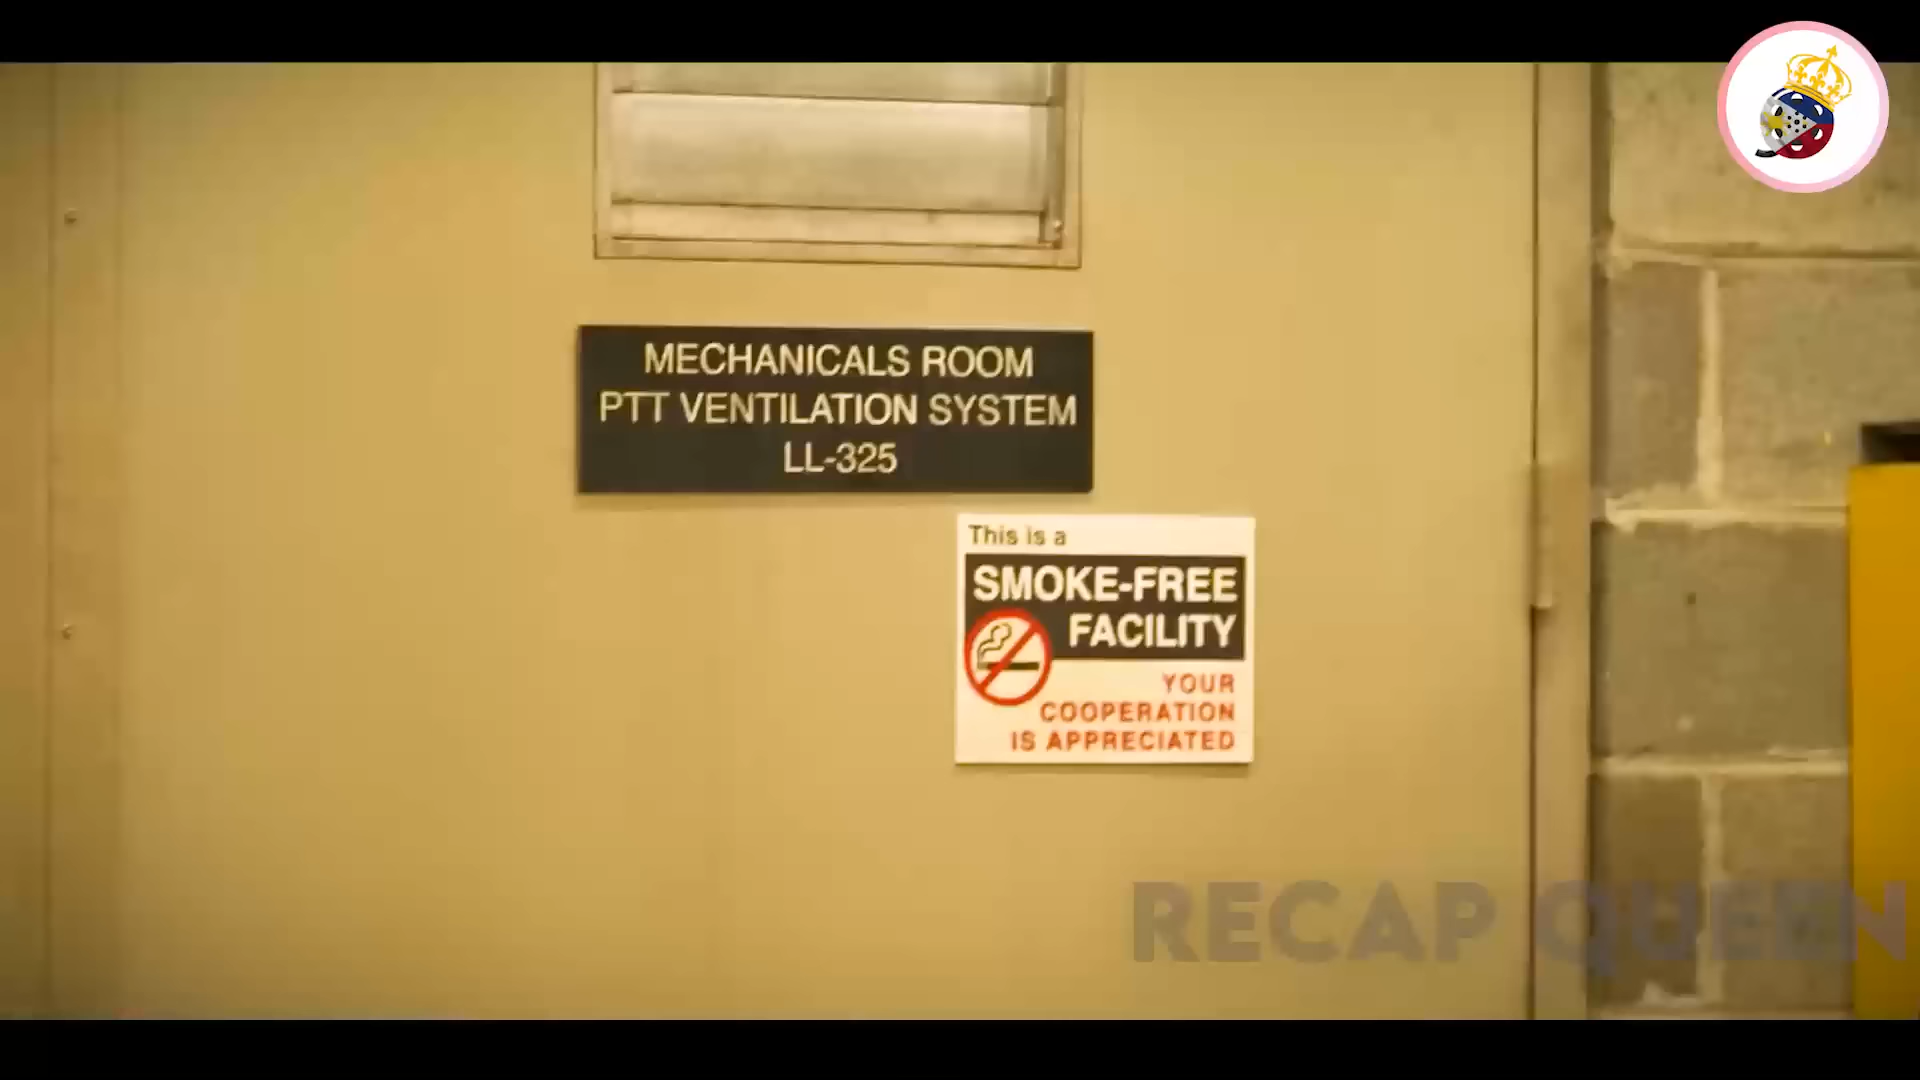 MECHANICALS ROOM
PTT VENTILATION SYSTEM
LL-325
This is a
SMOKE-FREE
FACILITY
YOUR
COOPERATION
IS APPRECIATED
RECAP QUEEN